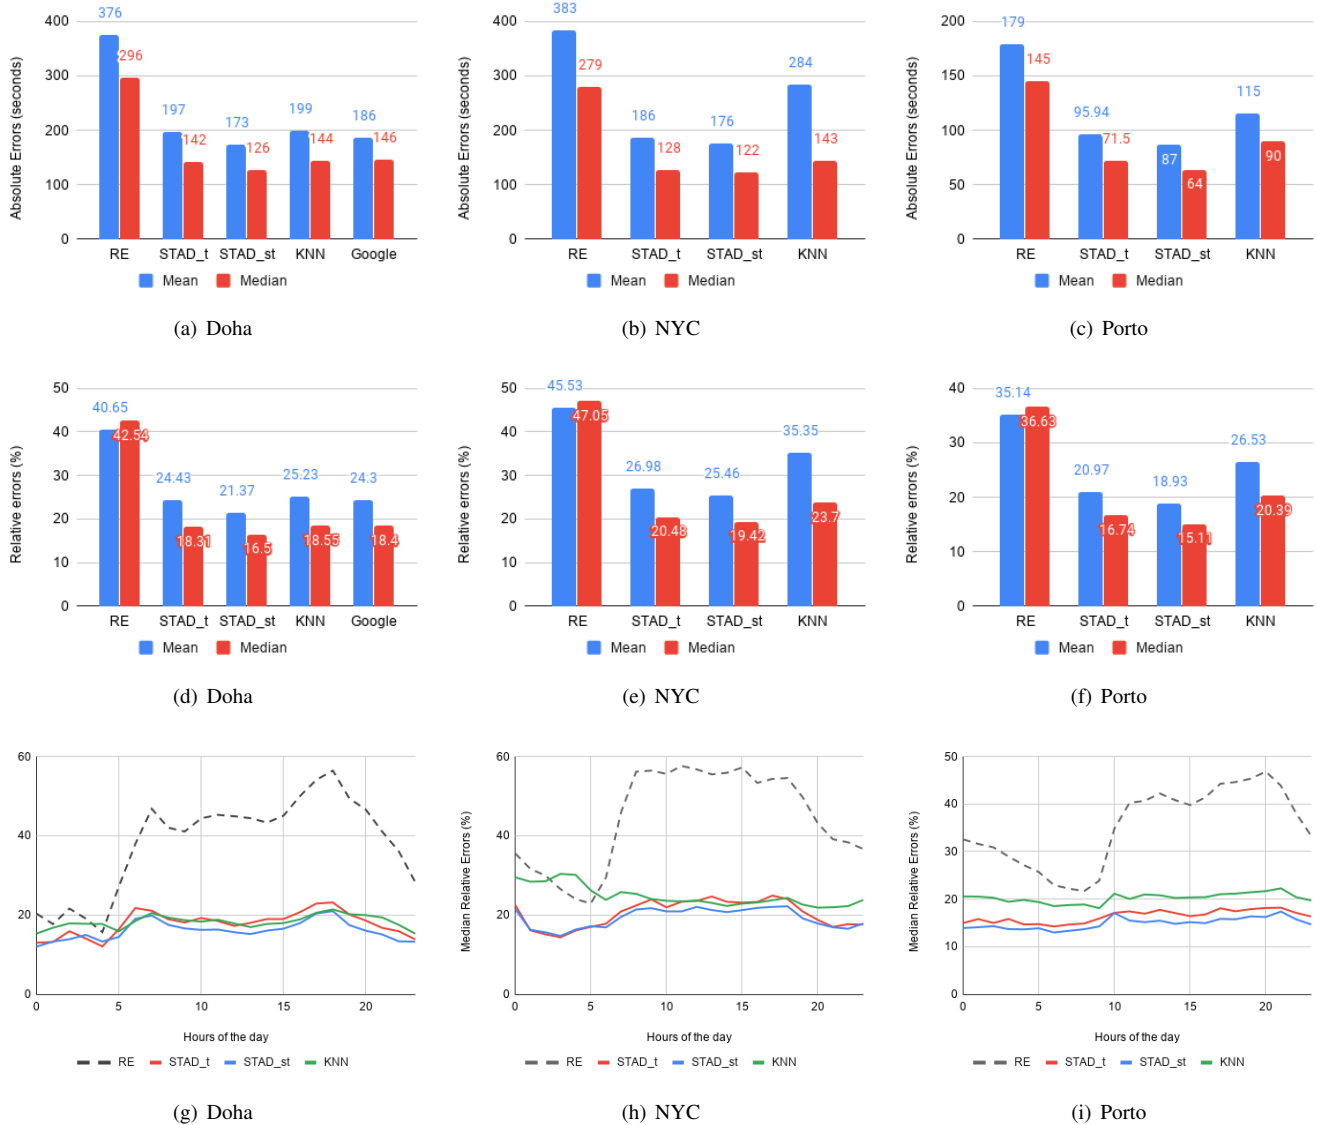 376
383
179
400
296
300
197
142
173
126
199
144
186
146
200
100
0
Absolute Errors (seconds)
RE STAD_t STAD_st KNN Google
Mean Median
(a) Doha
400
279
300
186
128
176
122
284
143
200
100
0
Absolute Errors (seconds)
RE STAD_t STAD_st KNN
Mean Median
(b) NYC
200
145
150
95.94
71.5
87
64
115
90
100
50
0
Absolute Errors (seconds)
RE STAD_t STAD_st KNN
Mean Median
(c) Porto
50
40.65
42.54
40
24.43
18.31
21.37
16.5
25.23
18.55
24.3
18.4
30
20
10
0
Relative errors (%)
RE STAD_t STAD_st KNN Google
Mean Median
(d) Doha
50
45.53
47.05
40
26.98
20.48
25.46
19.42
35.35
23.7
30
20
10
0
Relative errors (%)
RE STAD_t STAD_st KNN
Mean Median
(e) NYC
40
35.14
36.63
30
20.97
16.74
18.93
15.11
26.53
20.39
20
10
0
Relative errors (%)
RE STAD_t STAD_st KNN
Mean Median
(f) Porto
60
40
20
0
0 5 10 15 20
Hours of the day
RE STAD_t STAD_st KNN
(g) Doha
Median Relative Errors (%)
60
40
20
0
0 5 10 15 20
Hours of the day
RE STAD_t STAD_st KNN
(h) NYC
Median Relative Errors (%)
50
40
30
20
10
0
0 5 10 15 20
Hours of the day
RE STAD_t STAD_st KNN
(i) Porto